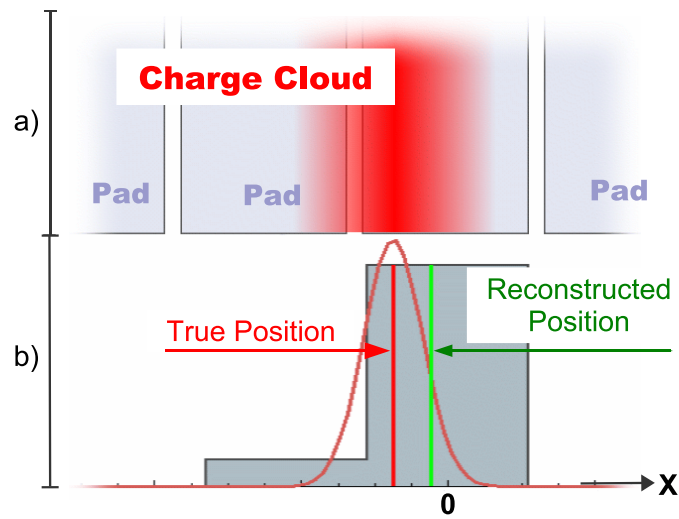 a)
Charge Cloud
Pad
Pad
Pad
b)
True Position
Reconstructed
Position
X
0